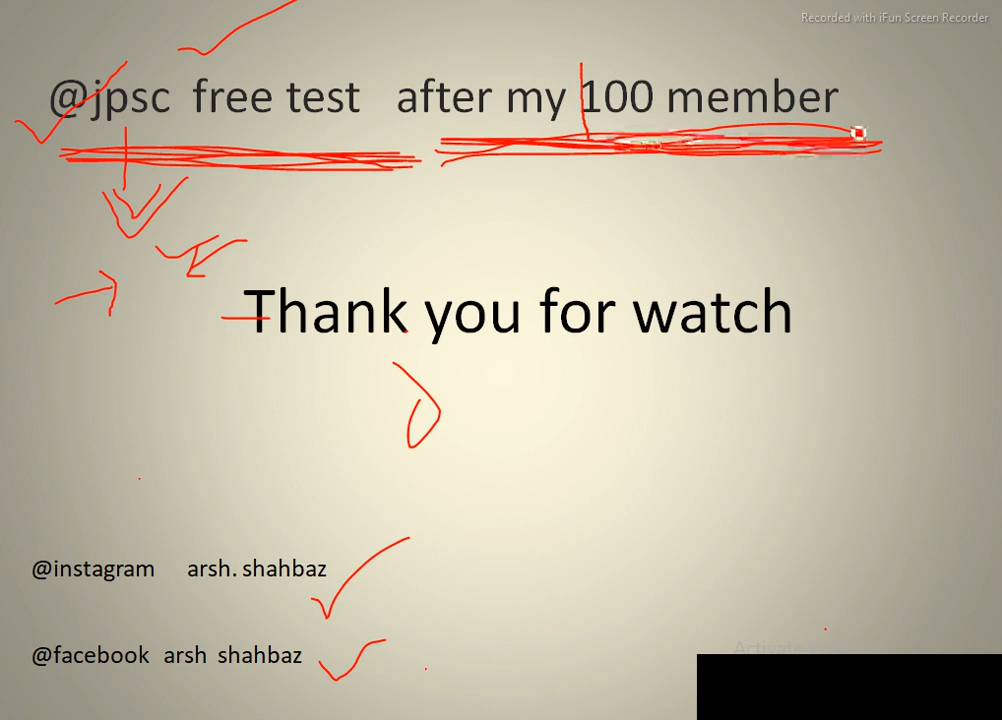 Recorded with iFun Screen Recorder
@jpsc free test after my 100 member
Thank you for watch
@instagram arsh. shahbaz
@facebook arsh shahbaz
Activate